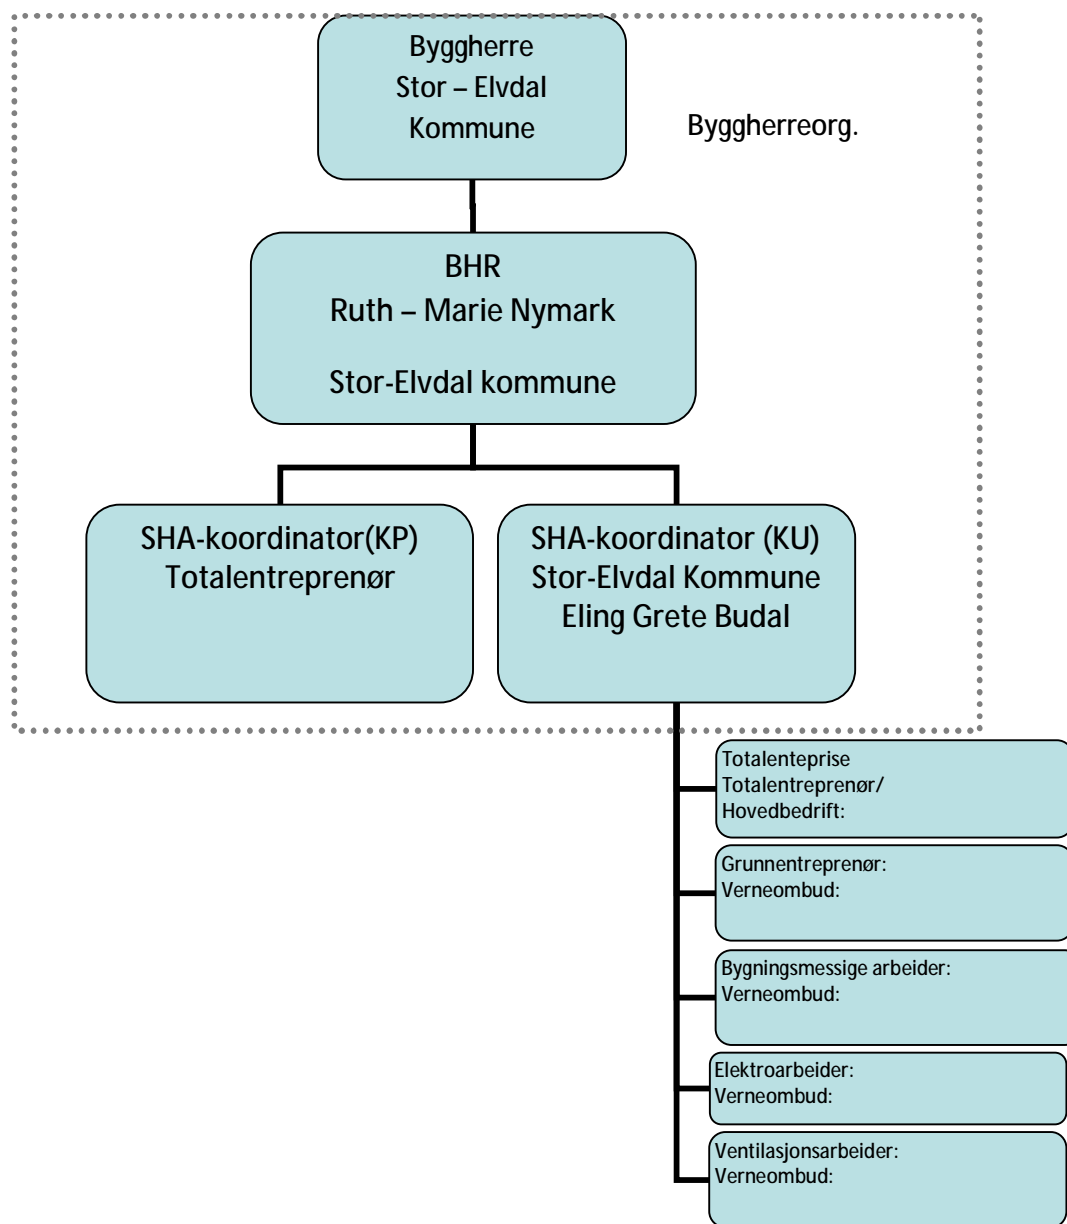 Byggherre
Stor – Elvdal
Kommune
Byggherreorg.
BHR
Ruth – Marie Nymark
Stor-Elvdal kommune
SHA-koordinator(KP)
Totalentreprenør
SHA-koordinator (KU)
Stor-Elvdal Kommune
Eling Grete Budal
Totalenteprise
Totalentreprenør/
Hovedbedrift:
Grunnentreprenør:
Verneombud:
Bygningsmessige arbeider:
Verneombud:
Elektroarbeider:
Verneombud:
Ventilasjonsarbeider:
Verneombud: